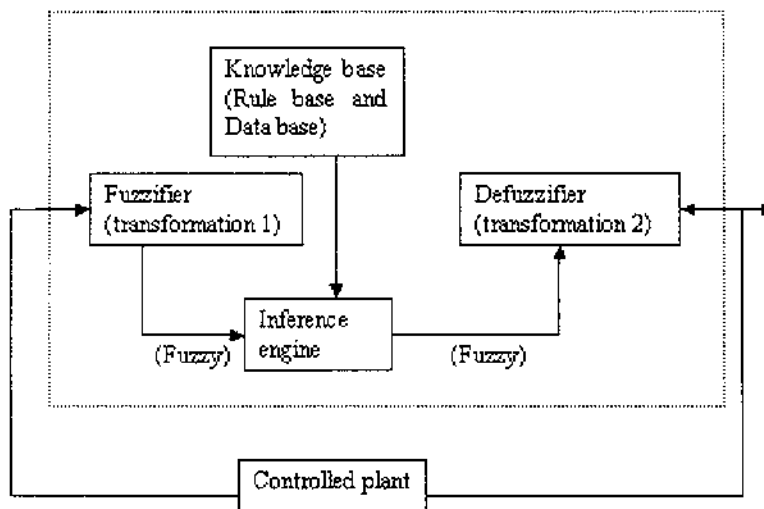 Knowledge base
(Rule base and
Data base)
Fuzzifier
(transformation 1)
Defuzzifier
(transformation 2)
Inference
engine
(Fuzzy)
(Fuzzy)
Controlled plant